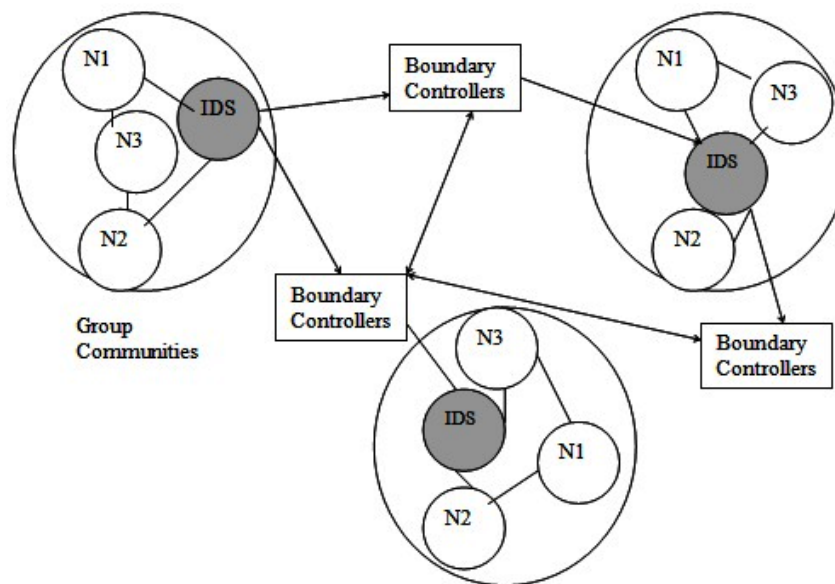 N1
IDS
N3
N2
Group
Communities
Boundary
Controllers
N1
N3
IDS
N2
Boundary
Controllers
Boundary
Controllers
N3
IDS
N1
N2